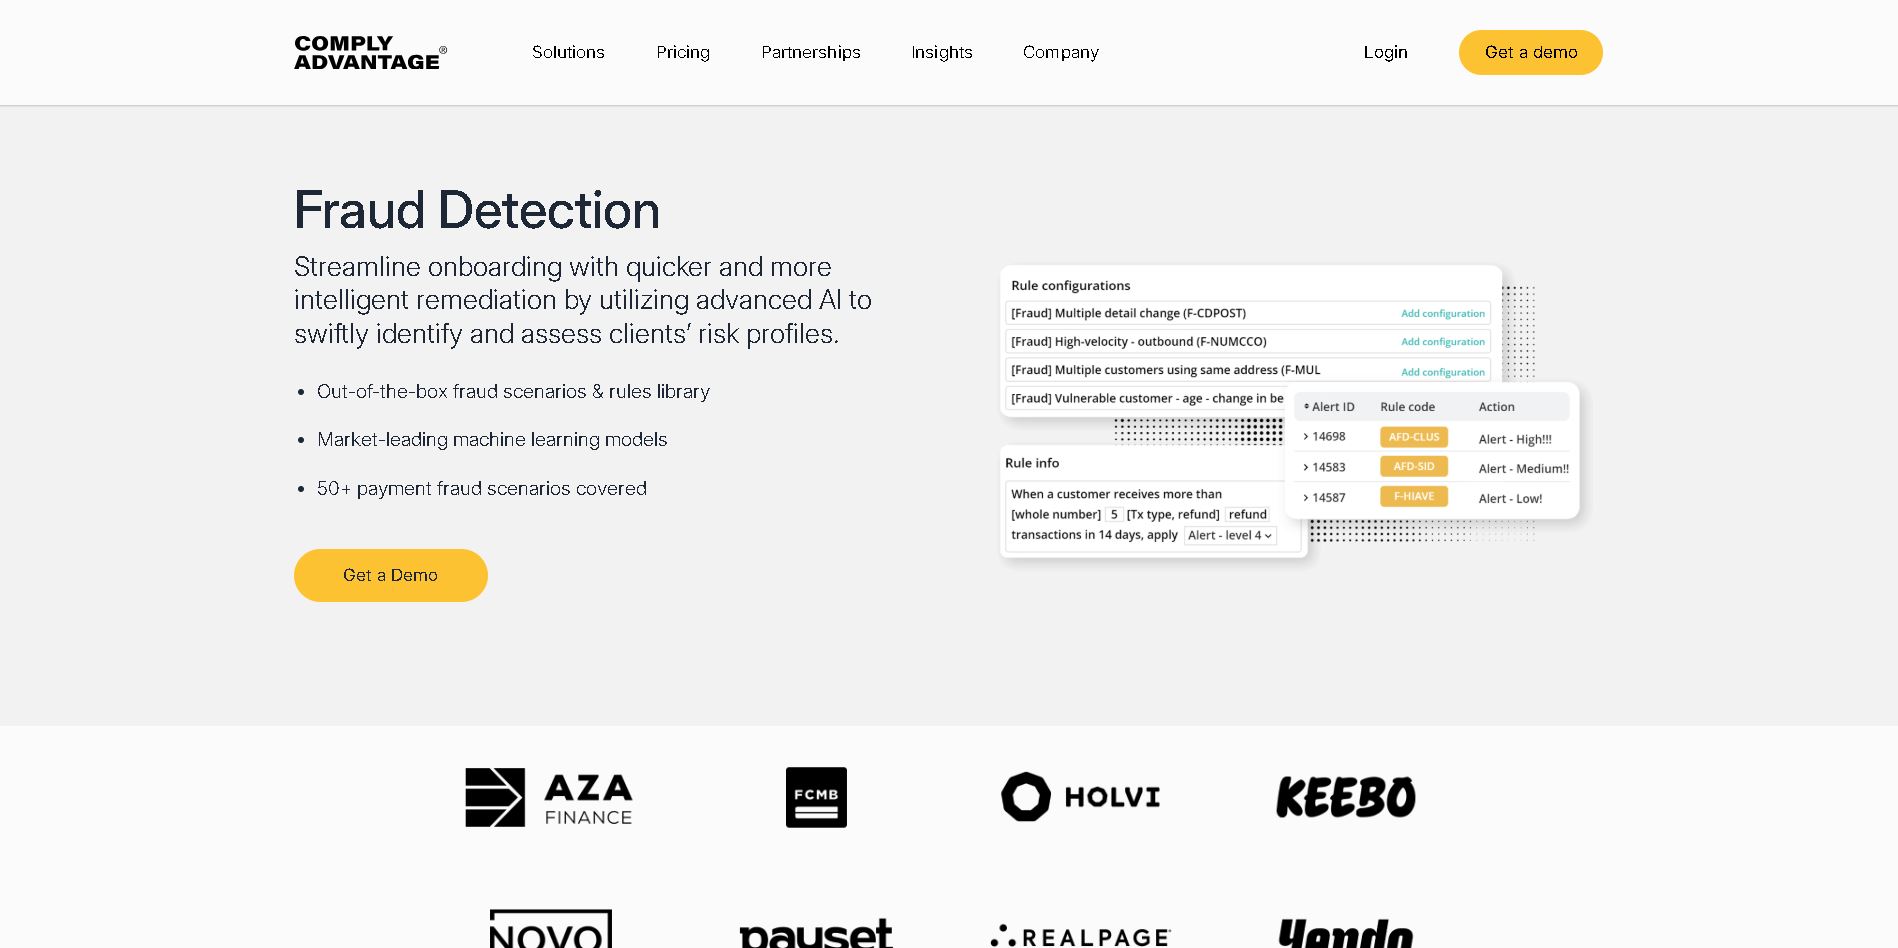 COMPLY
ADVANTAGE®
Solutions
Pricing
Partnerships
Insights
Company
Login
Get a demo
Fraud Detection
Streamline onboarding with quicker and more
intelligent remediation by utilizing advanced AI to
swiftly identify and assess clients’ risk profiles.
• Out-of-the-box fraud scenarios & rules library
• Market-leading machine learning models
• 50+ payment fraud scenarios covered
Get a Demo
Rule configurations
[Fraud] Multiple detail change (F-CDPOST) Add configuration
[Fraud] High-velocity - outbound (F-NUMCCO) Add configuration
[Fraud] Multiple customers using same address (F-MUL Add configuration
[Fraud] Vulnerable customer - age - change in be
Alert ID Rule code Action
14698 AFD-CLUS Alert - High!!!
14583 AFD-SID Alert - Medium!!
14587 F-HIAVE Alert - Low!
Rule info
When a customer receives more than
[whole number] 5 [Tx type, refund] refund
transactions in 14 days, apply Alert - level 4
AZA
FINANCE
FCMB
HOLVI
KEEBO
NOVO
payset
REALPAGE